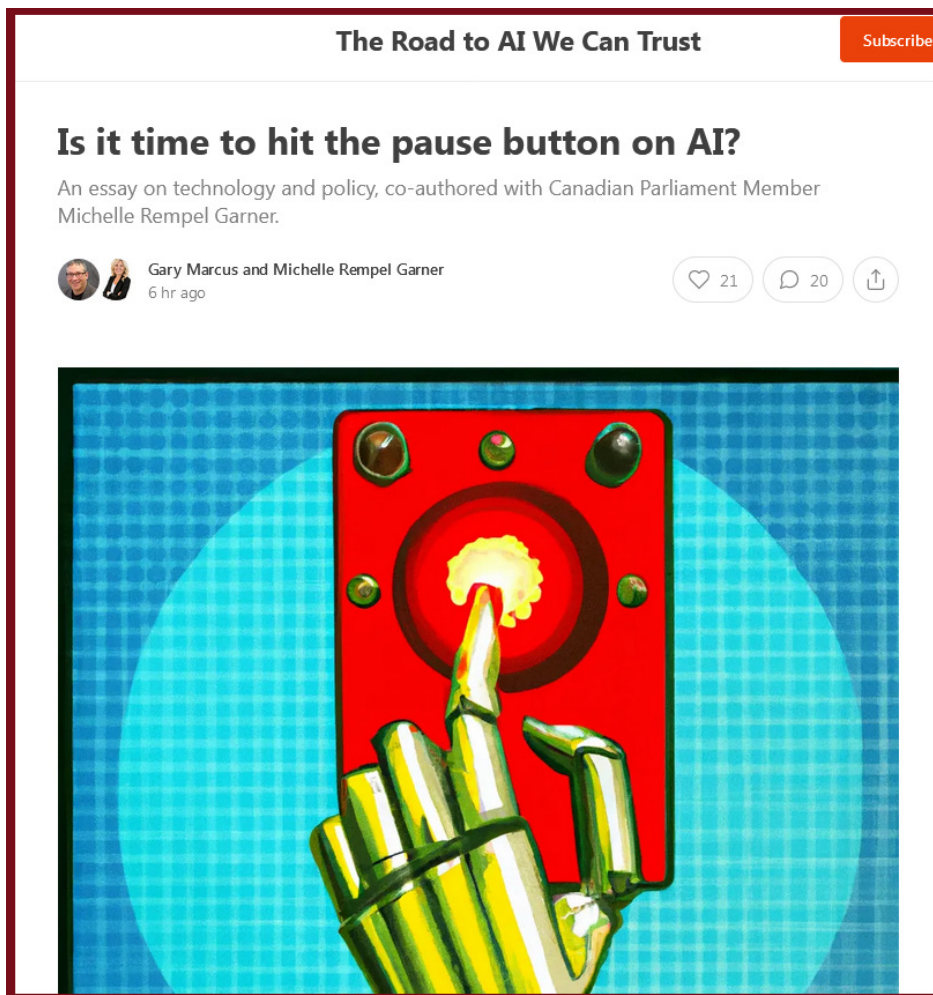 The Road to AI We Can Trust
Subscribe
Is it time to hit the pause button on AI?
An essay on technology and policy, co-authored with Canadian Parliament Member
Michelle Rempel Garner.
Gary Marcus and Michelle Rempel Garner
6 hr ago
21
20